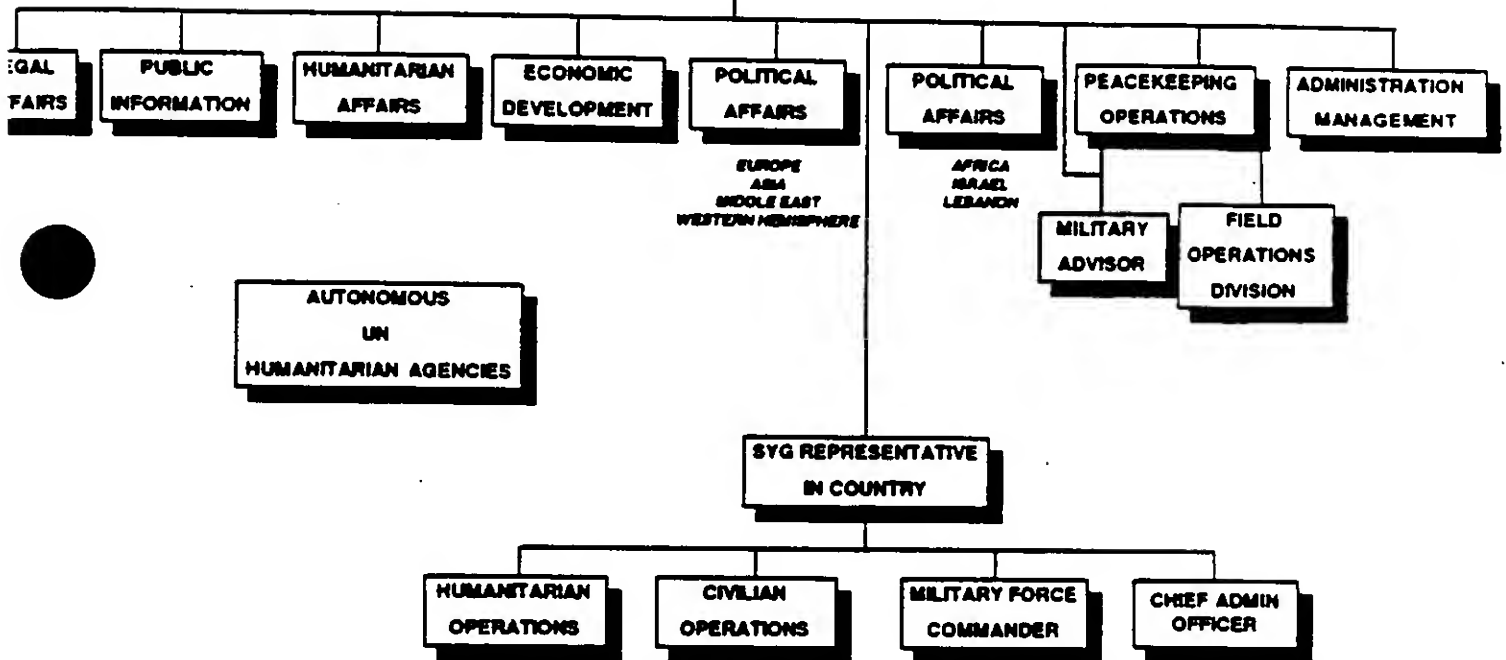 EGAL
FAIRS
PUBLIC
INFORMATION
HUMANITARIAN
AFFAIRS
ECONOMIC
DEVELOPMENT
POLITICAL
AFFAIRS
EUROPE
ASIA
MIDDLE EAST
WESTERN HEMISPHERE
POLITICAL
AFFAIRS
AFRICA
ISRAEL
LEBANON
PEACEKEEPING
OPERATIONS
ADMINISTRATION
MANAGEMENT
MILITARY
ADVISOR
FIELD
OPERATIONS
DIVISION
AUTONOMOUS
UN
HUMANITARIAN AGENCIES
SYG REPRESENTATIVE
IN COUNTRY
HUMANITARIAN
OPERATIONS
CIVILIAN
OPERATIONS
MILITARY FORCE
COMMANDER
CHIEF ADMIN
OFFICER